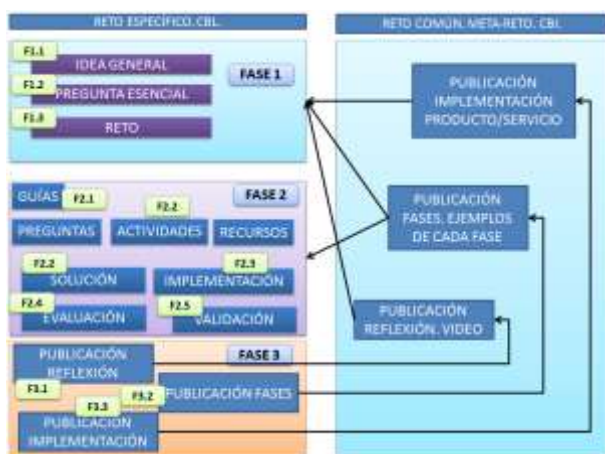 RETO ESPECÍFICO. CBL.
RETO COMÚN. META-RETO. CBL
F1.1
IDEA GENERAL
FASE 1
F1.2
PREGUNTA ESENCIAL
F1.3
RETO
PUBLICACIÓN
IMPLEMENTACIÓN
PRODUCTO/SERVICIO
GUÍAS
F2.1
F2.2
FASE 2
PREGUNTAS
ACTIVIDADES
RECURSOS
PUBLICACIÓN
FASES. EJEMPLOS
DE CADA FASE
F2.2
SOLUCIÓN
F2.3
IMPLEMENTACIÓN
F2.4
EVALUACIÓN
F2.5
VALIDACIÓN
PUBLICACIÓN
REFLEXIÓN. VIDEO
FASE 3
PUBLICACIÓN
REFLEXIÓN
F3.1
F3.2
PUBLICACIÓN FASES
F3.3
PUBLICACIÓN
IMPLEMENTACIÓN